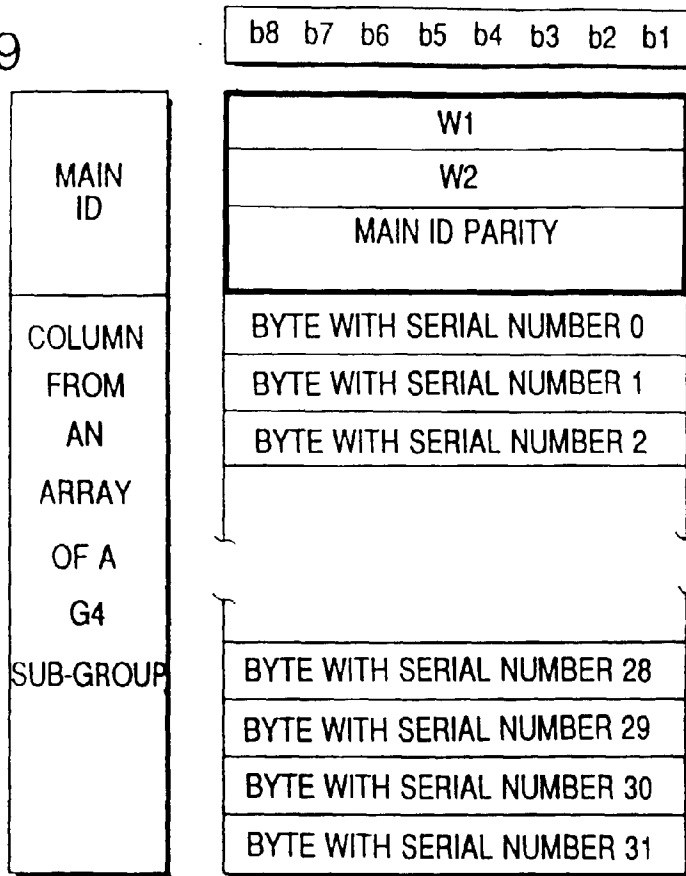 9
b8 b7 b6 b5 b4 b3 b2 b1
MAIN
ID
W1
W2
MAIN ID PARITY
COLUMN
FROM
AN
ARRAY
OF A
G4
SUB-GROUP
BYTE WITH SERIAL NUMBER 0
BYTE WITH SERIAL NUMBER 1
BYTE WITH SERIAL NUMBER 2
BYTE WITH SERIAL NUMBER 28
BYTE WITH SERIAL NUMBER 29
BYTE WITH SERIAL NUMBER 30
BYTE WITH SERIAL NUMBER 31